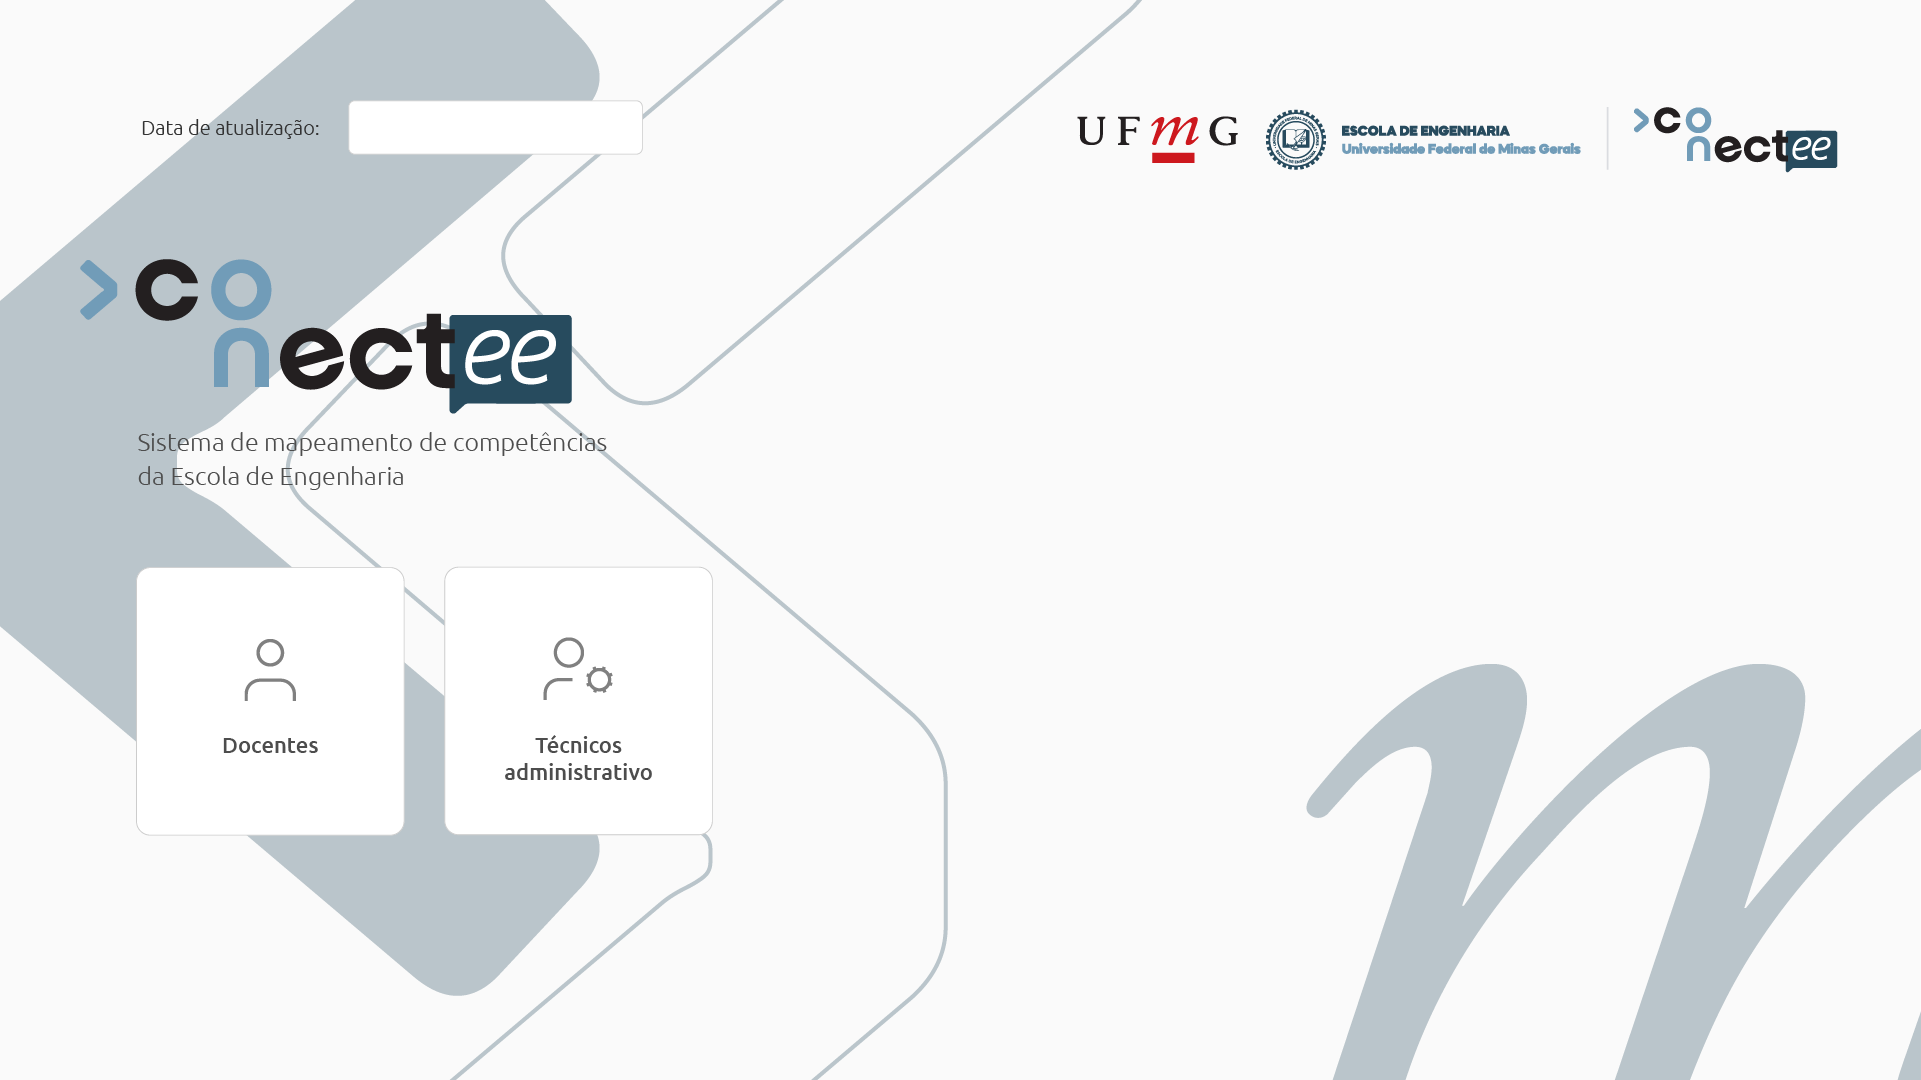 Data de atualização:
UFmG
ESCOLA DE ENGENHARIA
Universidade Federal de Minas Gerais
conectee
conectee
Sistema de mapeamento de competências
da Escola de Engenharia
Docentes
Técnicos
administrativo